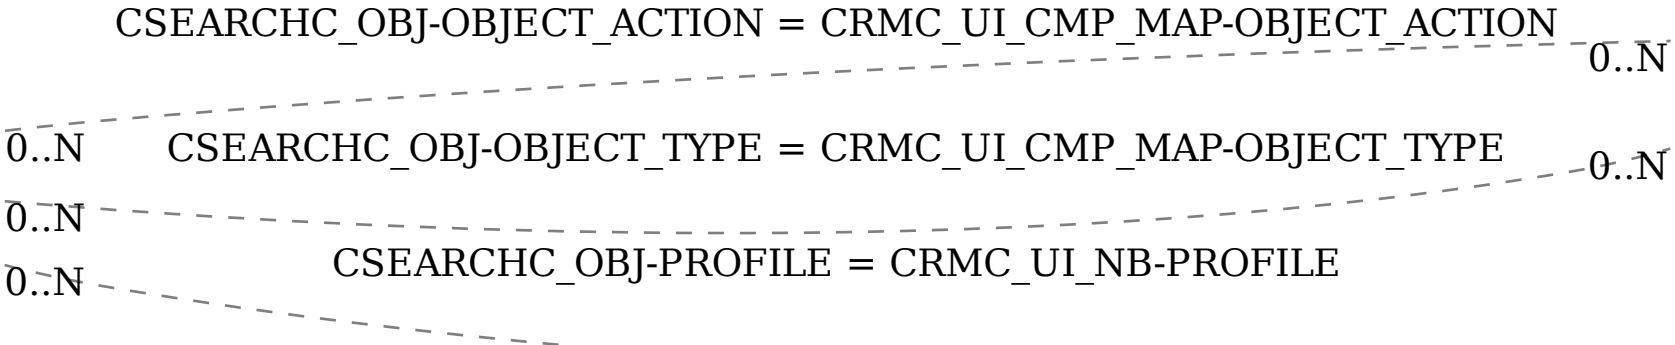 CSEARCHC_OBJ-OBJECT_ACTION = CRMC_UI_CMP_MAP-OBJECT_ACTION
0..N
0..N
CSEARCHC_OBJ-OBJECT_TYPE = CRMC_UI_CMP_MAP-OBJECT_TYPE
0..N
0..N
CSEARCHC_OBJ-PROFILE = CRMC_UI_NB-PROFILE
0..N